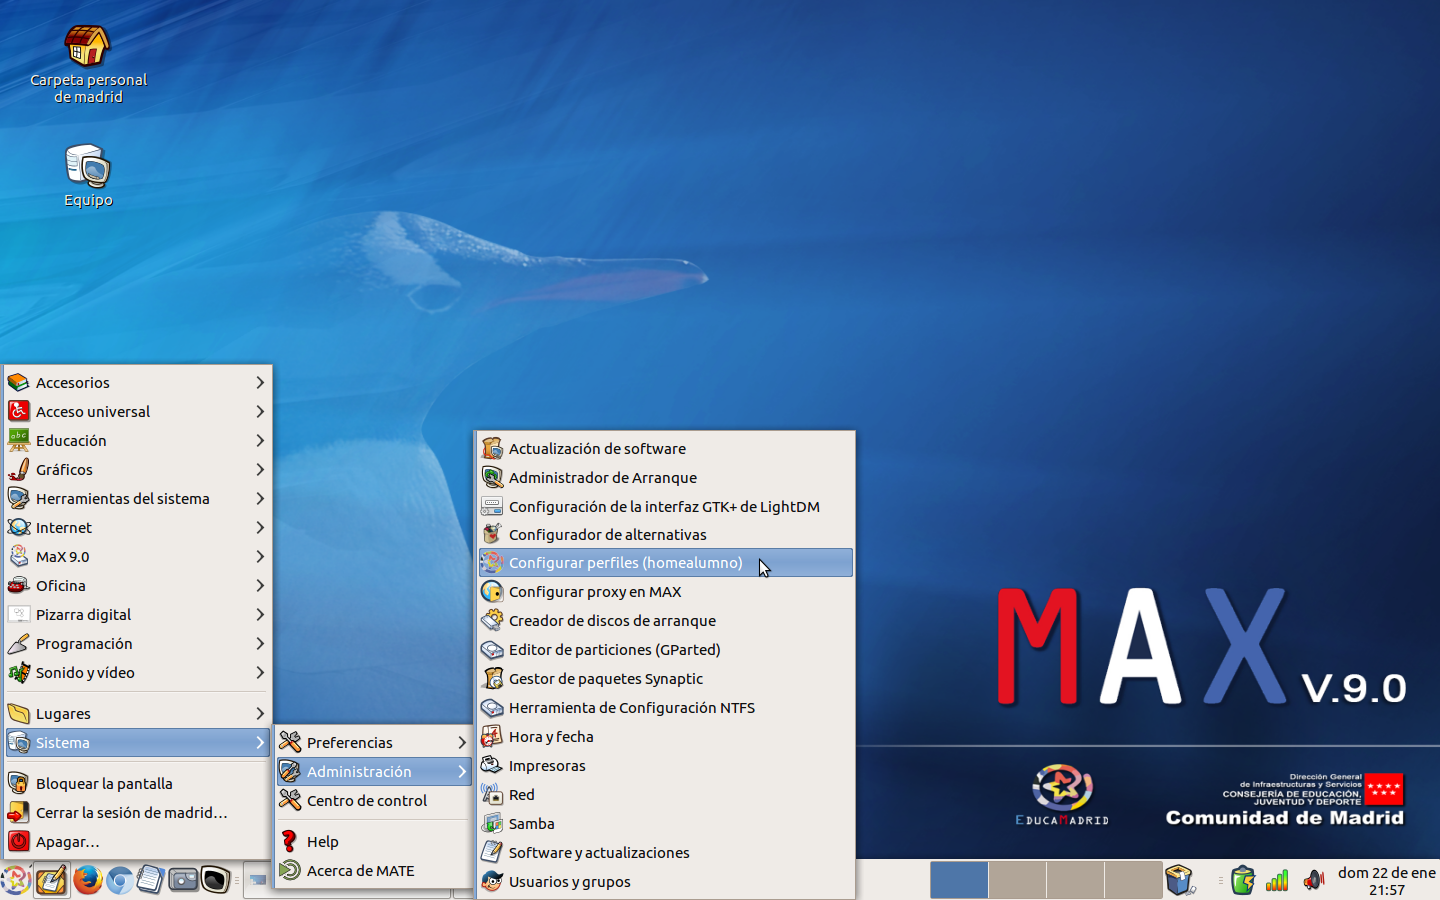 Carpeta personal
de madrid
Equipo
Accesorios
Acceso universal
Educación
Gráficos
Herramientas del sistema
Internet
MaX 9.0
Oficina
Pizarra digital
Programación
Sonido y vídeo
Lugares
Sistema
Bloquear la pantalla
Cerrar la sesión de madrid...
Apagar...
Preferencias
Administración
Centro de control
Help
Acerca de MATE
Actualización de software
Administrador de Arranque
Configuración de la interfaz GTK+ de LightDM
Configurador de alternativas
Configurar perfiles (homealumno)
Configurar proxy en MAX
Creador de discos de arranque
Editor de particiones (GParted)
Gestor de paquetes Synaptic
Herramienta de Configuración NTFS
Hora y fecha
Impresoras
Red
Samba
Software y actualizaciones
Usuarios y grupos
MAX V.9.0
EDUCAMADRID
Dirección General
de Infraestructuras y Servicios
CONSEJERÍA DE EDUCACIÓN,
JUVENTUD Y DEPORTE
Comunidad de Madrid
dom 22 de ene
21:57